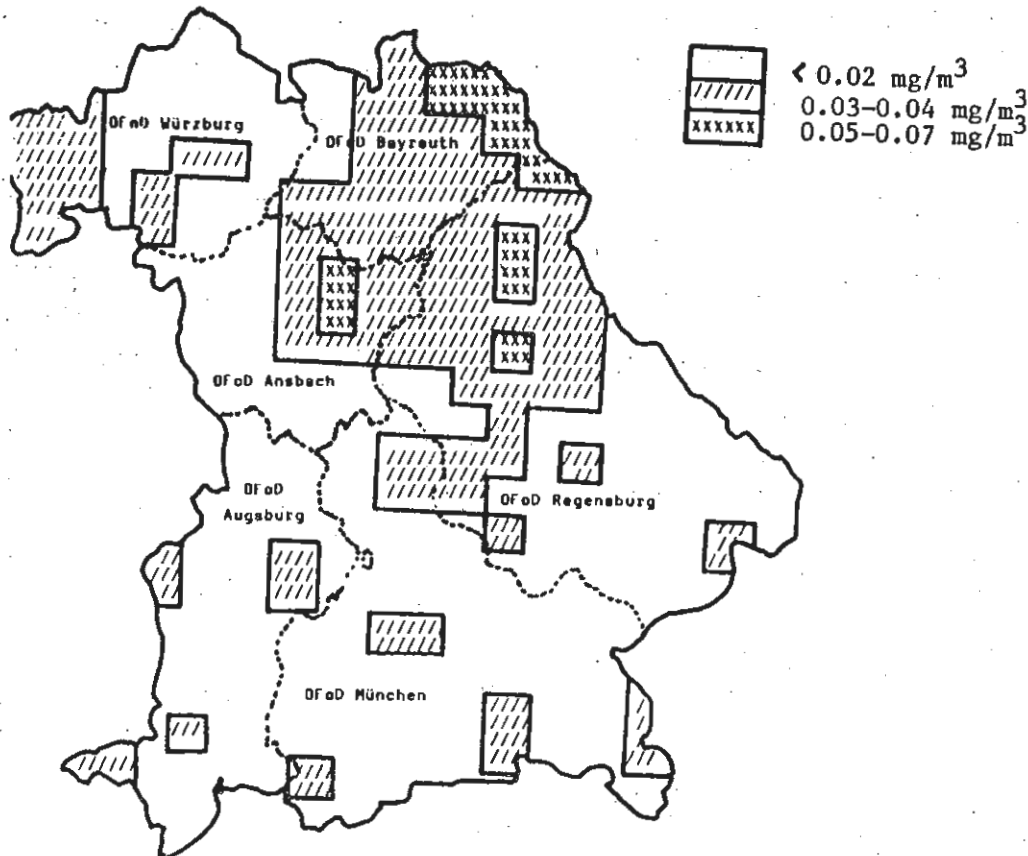 < 0.02 mg/m³
0.03-0.04 mg/m³
0.05-0.07 mg/m³
OFoD Würzburg
OFoD Bayreuth
OFoD Ansbach
OFoD
Augsburg
OFoD Regensburg
OFoD München